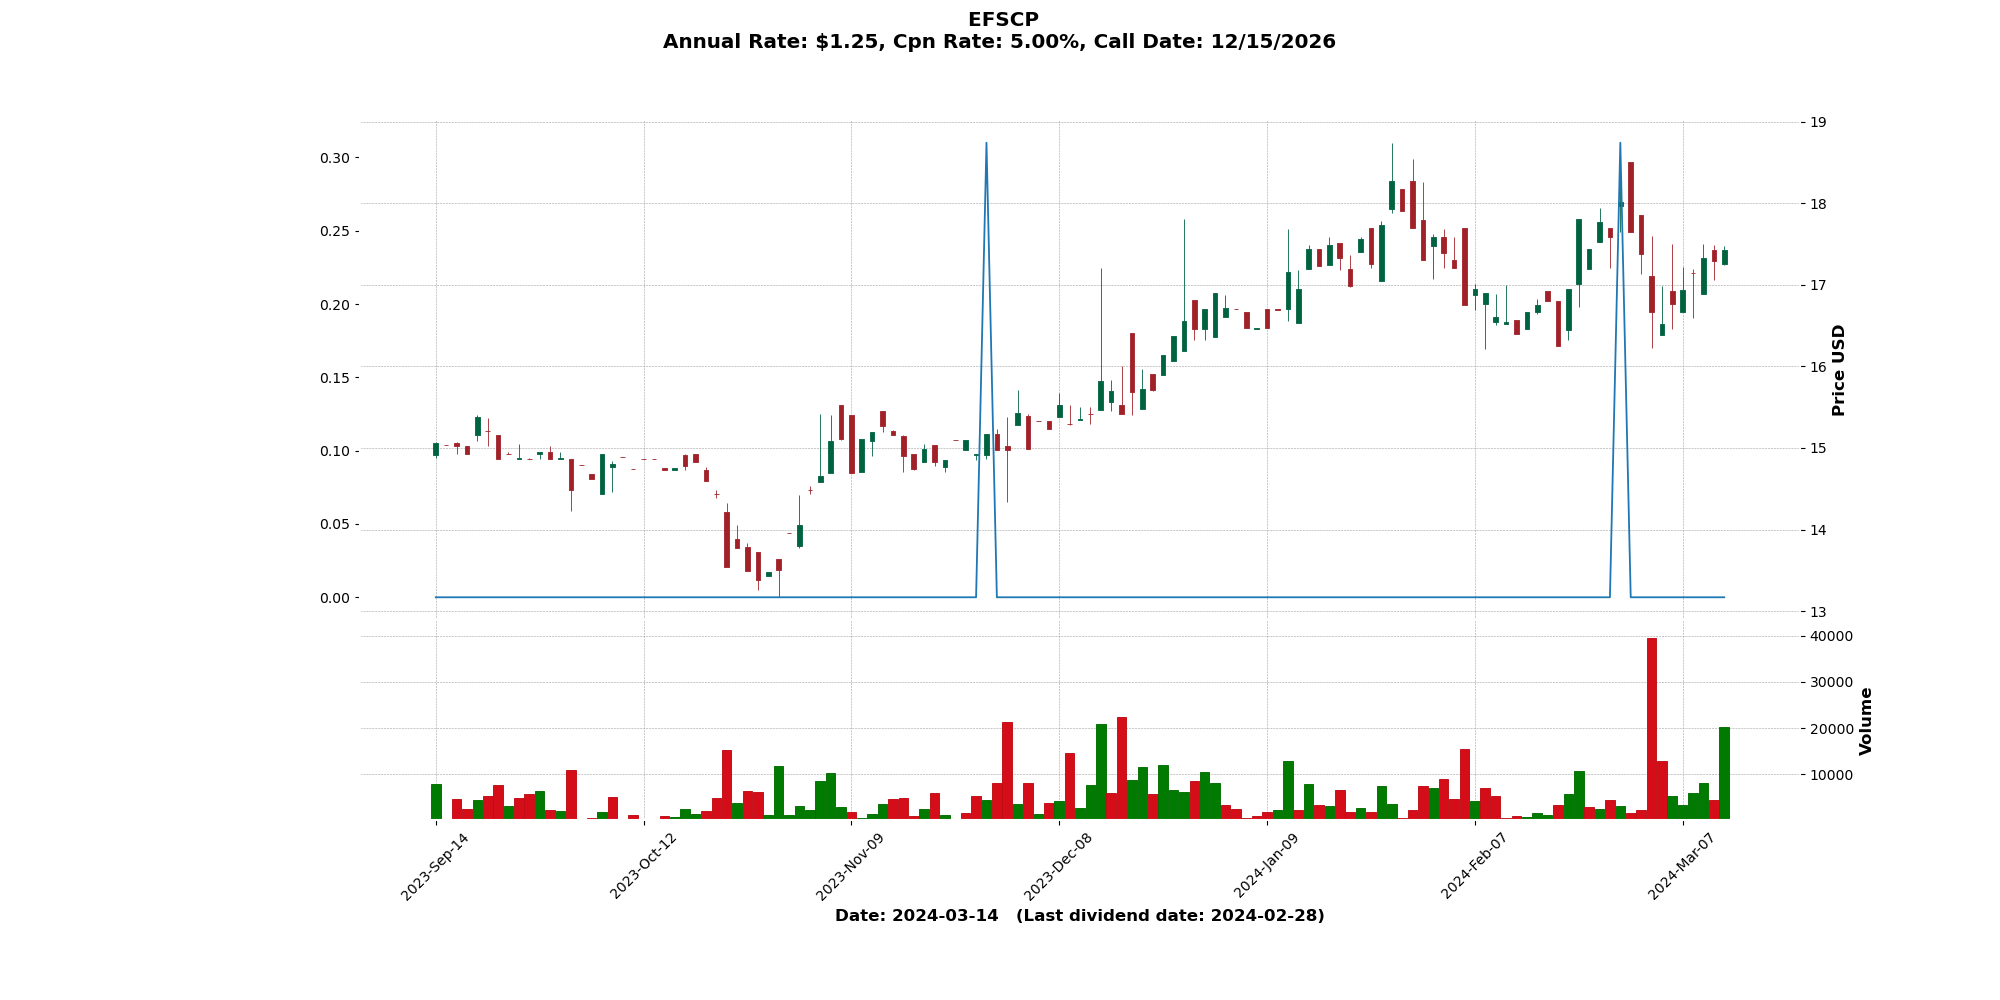 EFSCP
Annual Rate: $1.25, Cpn Rate: 5.00%, Call Date: 12/15/2026
0.30
0.25
0.20
0.15
0.10
0.05
0.00
19
18
17
16
15
14
13
Price USD
40000
30000
20000
10000
Volume
2023-Sep-14
2023-Oct-12
2023-Nov-09
2023-Dec-08
2024-Jan-09
2024-Feb-07
2024-Mar-07
Date: 2024-03-14   (Last dividend date: 2024-02-28)